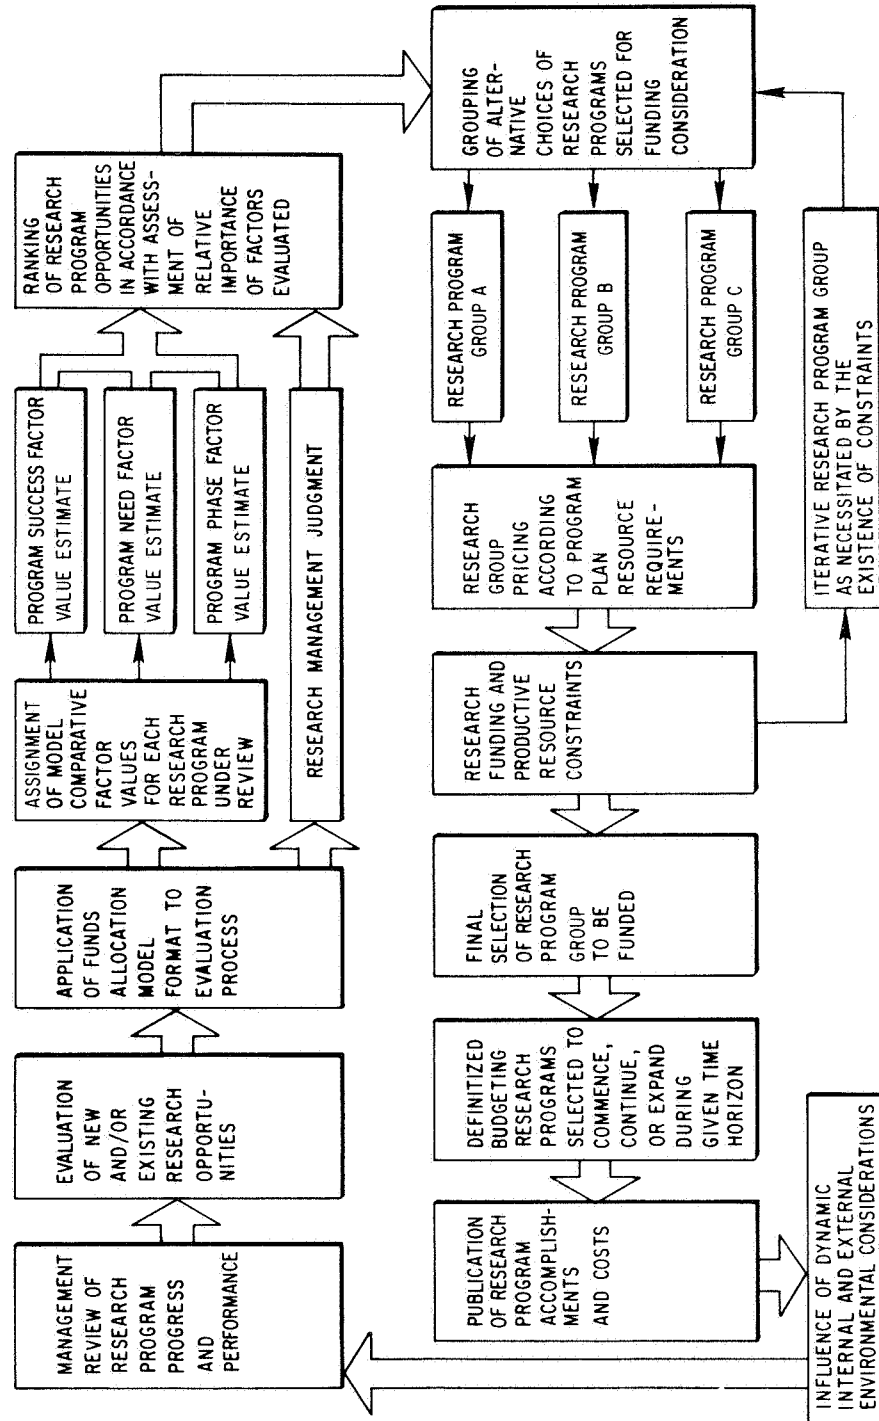 MANAGEMENT
REVIEW OF
RESEARCH
PROGRAM
PROGRESS
AND
PERFORMANCE
EVALUATION
OF NEW
AND/OR
EXISTING
RESEARCH
OPPORTU-
NITIES
APPLICATION
OF FUNDS
ALLOCATION
MODEL
FORMAT TO
EVALUATION
PROCESS
ASSIGNMENT
OF MODEL
COMPARATIVE
FACTOR
VALUES
FOR EACH
RESEARCH
PROGRAM
UNDER
REVIEW
PROGRAM SUCCESS FACTOR
VALUE ESTIMATE
PROGRAM NEED FACTOR
VALUE ESTIMATE
PROGRAM PHASE FACTOR
VALUE ESTIMATE
RESEARCH MANAGEMENT JUDGMENT
RANKING
OF RESEARCH
PROGRAM
OPPORTUNITIES
IN ACCORDANCE
WITH ASSESS-
MENT OF
RELATIVE
IMPORTANCE
OF FACTORS
EVALUATED
GROUPING
OF ALTER-
NATIVE
CHOICES OF
RESEARCH
PROGRAMS
SELECTED FOR
FUNDING
CONSIDERATION
RESEARCH PROGRAM
GROUP A
RESEARCH PROGRAM
GROUP B
RESEARCH PROGRAM
GROUP C
RESEARCH
GROUP
PRICING
ACCORDING
TO PROGRAM
PLAN
RESOURCE
REQUIRE-
MENTS
RESEARCH
FUNDING AND
PRODUCTIVE
RESOURCE
CONSTRAINTS
ITERATIVE RESEARCH PROGRAM GROUP
AS NECESSITATED BY THE
EXISTENCE OF CONSTRAINTS
FINAL
SELECTION
OF RESEARCH
PROGRAM
GROUP
TO BE
FUNDED
DEFINITIZED
BUDGETING
RESEARCH
PROGRAMS
SELECTED TO
COMMENCE,
CONTINUE,
OR EXPAND
DURING
GIVEN TIME
HORIZON
PUBLICATION
OF RESEARCH
PROGRAM
ACCOMPLISH-
MENTS
AND COSTS
INFLUENCE OF DYNAMIC
INTERNAL AND EXTERNAL
ENVIRONMENTAL CONSIDERATIONS